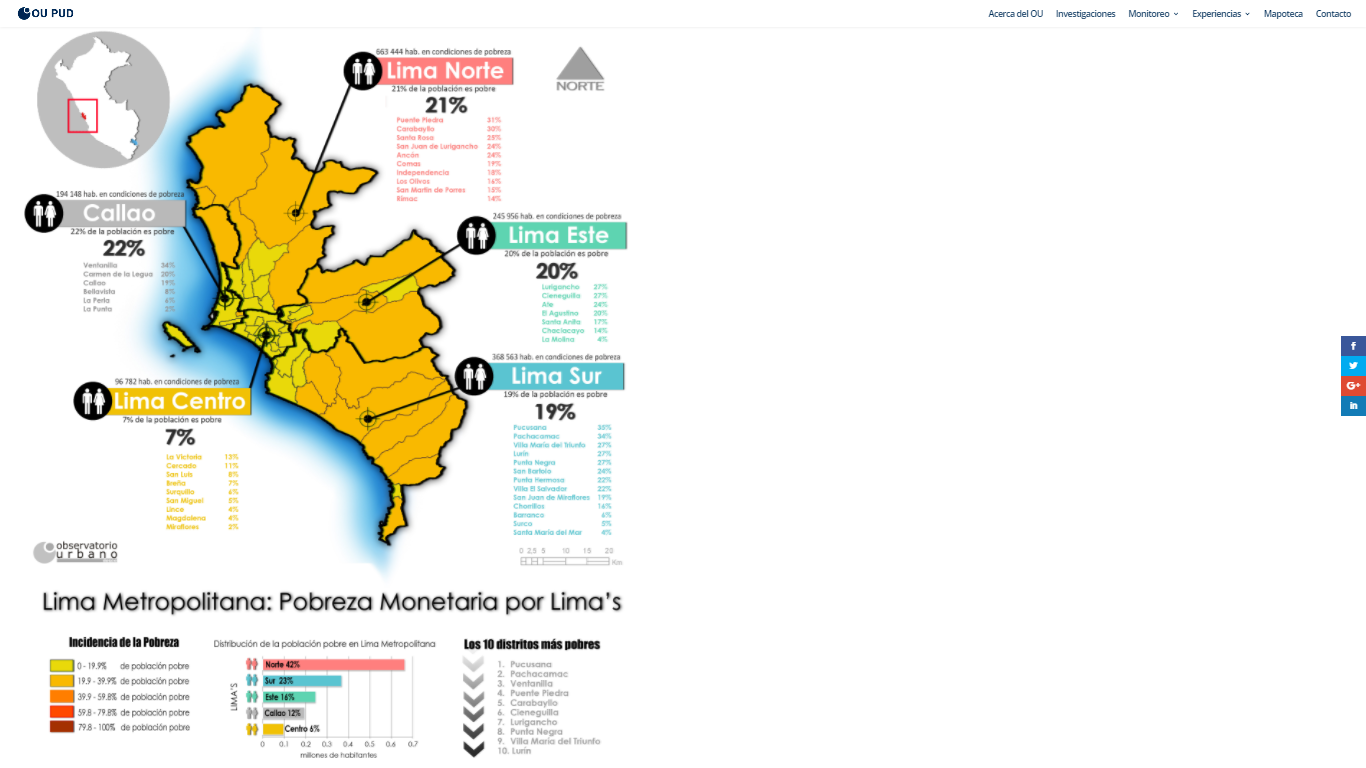 OU PUD
Acerca del OU
Investigaciones
Monitoreo
Experiencias
Mapoteca
Contacto
663 444 hab. en condiciones de pobreza
Lima Norte
21% de la población es pobre
21%
Puente Piedra 31%
Carabayllo 30%
Santa Rosa 25%
San Juan de Lurigancho 24%
Ancón 24%
Comas 19%
Independencia 18%
Los Olivos 16%
San Martín de Porres 15%
Rímac 14%
NORTE
194 148 hab. en condiciones de pobreza
Callao
22% de la población es pobre
22%
Ventanilla 34%
Carmen de la Legua 20%
Callao 19%
Bellavista 8%
La Perla 6%
La Punta 2%
245 956 hab. en condiciones de pobreza
Lima Este
20% de la población es pobre
20%
Lurigancho 27%
Cieneguilla 27%
Ate 24%
El Agustino 20%
Santa Anita 17%
Chaclacayo 14%
La Molina 4%
368 563 hab. en condiciones de pobreza
Lima Sur
19% de la población es pobre
19%
Pucusana 35%
Pachacamac 34%
Villa María del Triunfo 27%
Lurín 27%
Punta Negra 27%
San Bartolo 24%
Punta Hermosa 22%
Villa El Salvador 22%
San Juan de Miraflores 19%
Chorrillos 16%
Barranco 6%
Surco 5%
Santa María del Mar 4%
96 782 hab. en condiciones de pobreza
Lima Centro
7% de la población es pobre
7%
La Victoria 13%
Cercado 11%
San Luis 8%
Breña 7%
Surquillo 6%
San Miguel 5%
Lince 4%
Magdalena 4%
Miraflores 2%
observatorio
urbano
0 2,5 5 10 15 20
Km
Lima Metropolitana: Pobreza Monetaria por Lima's
Incidencia de la Pobreza
0 - 19.9% de población pobre
19.9 - 39.9% de población pobre
39.9 - 59.8% de población pobre
59.8 - 79.8% de población pobre
79.8 - 100% de población pobre
Distribución de la población pobre en Lima Metropolitana
LIMA'S
Norte 42%
Sur 23%
Este 16%
Callao 12%
Centro 6%
0 0.1 0.2 0.3 0.4 0.5 0.6 0.7
millones de habitantes
Los 10 distritos más pobres
1. Pucusana
2. Pachacamac
3. Ventanilla
4. Puente Piedra
5. Carabayllo
6. Cieneguilla
7. Lurigancho
8. Punta Negra
9. Villa María del Triunfo
10. Lurín